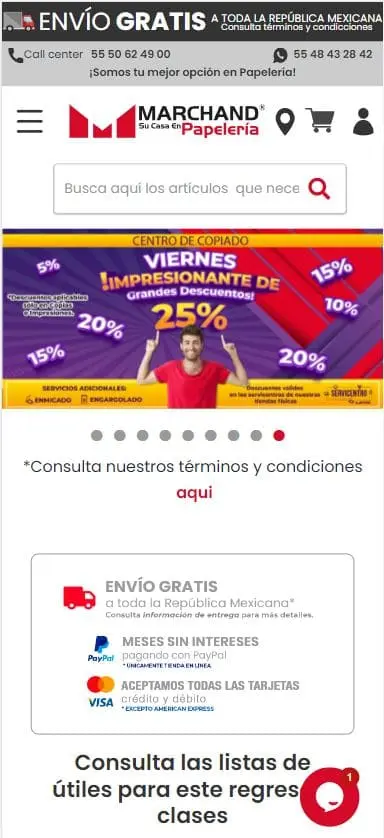 ENVÍO GRATIS A TODA LA REPÚBLICA MEXICANA
Consulta términos y condicciones
Call center 55 50 62 49 00
55 48 43 28 42
¡Somos tu mejor opción en Papelería!
MARCHAND®
Su Casa En Papelería
Busca aquí los artículos que nece
CENTRO DE COPIADO
VIERNES
¡IMPRESIONANTE DE
Grandes Descuentos!
5%
15%
*Descuentos aplicables
sólo en Copias
e Impresiones.
25%
10%
20%
15%
20%
SERVICIOS ADICIONALES:
ENMICADO
ENGARGOLADO
Descuentos validos
en los servicentros de nuestras
tiendas físicas
SERVICENTRO
*Consulta nuestros términos y condiciones
aqui
ENVÍO GRATIS
a toda la República Mexicana*
Consulta información de entrega para más detalles.
PayPal
MESES SIN INTERESES
pagando con PayPal
* ÚNICAMENTE TIENDA EN LÍNEA.
VISA
ACEPTAMOS TODAS LAS TARJETAS
crédito y débito
* EXCEPTO AMERICAN EXPRESS
Consulta las listas de
útiles para este regres
clases
1